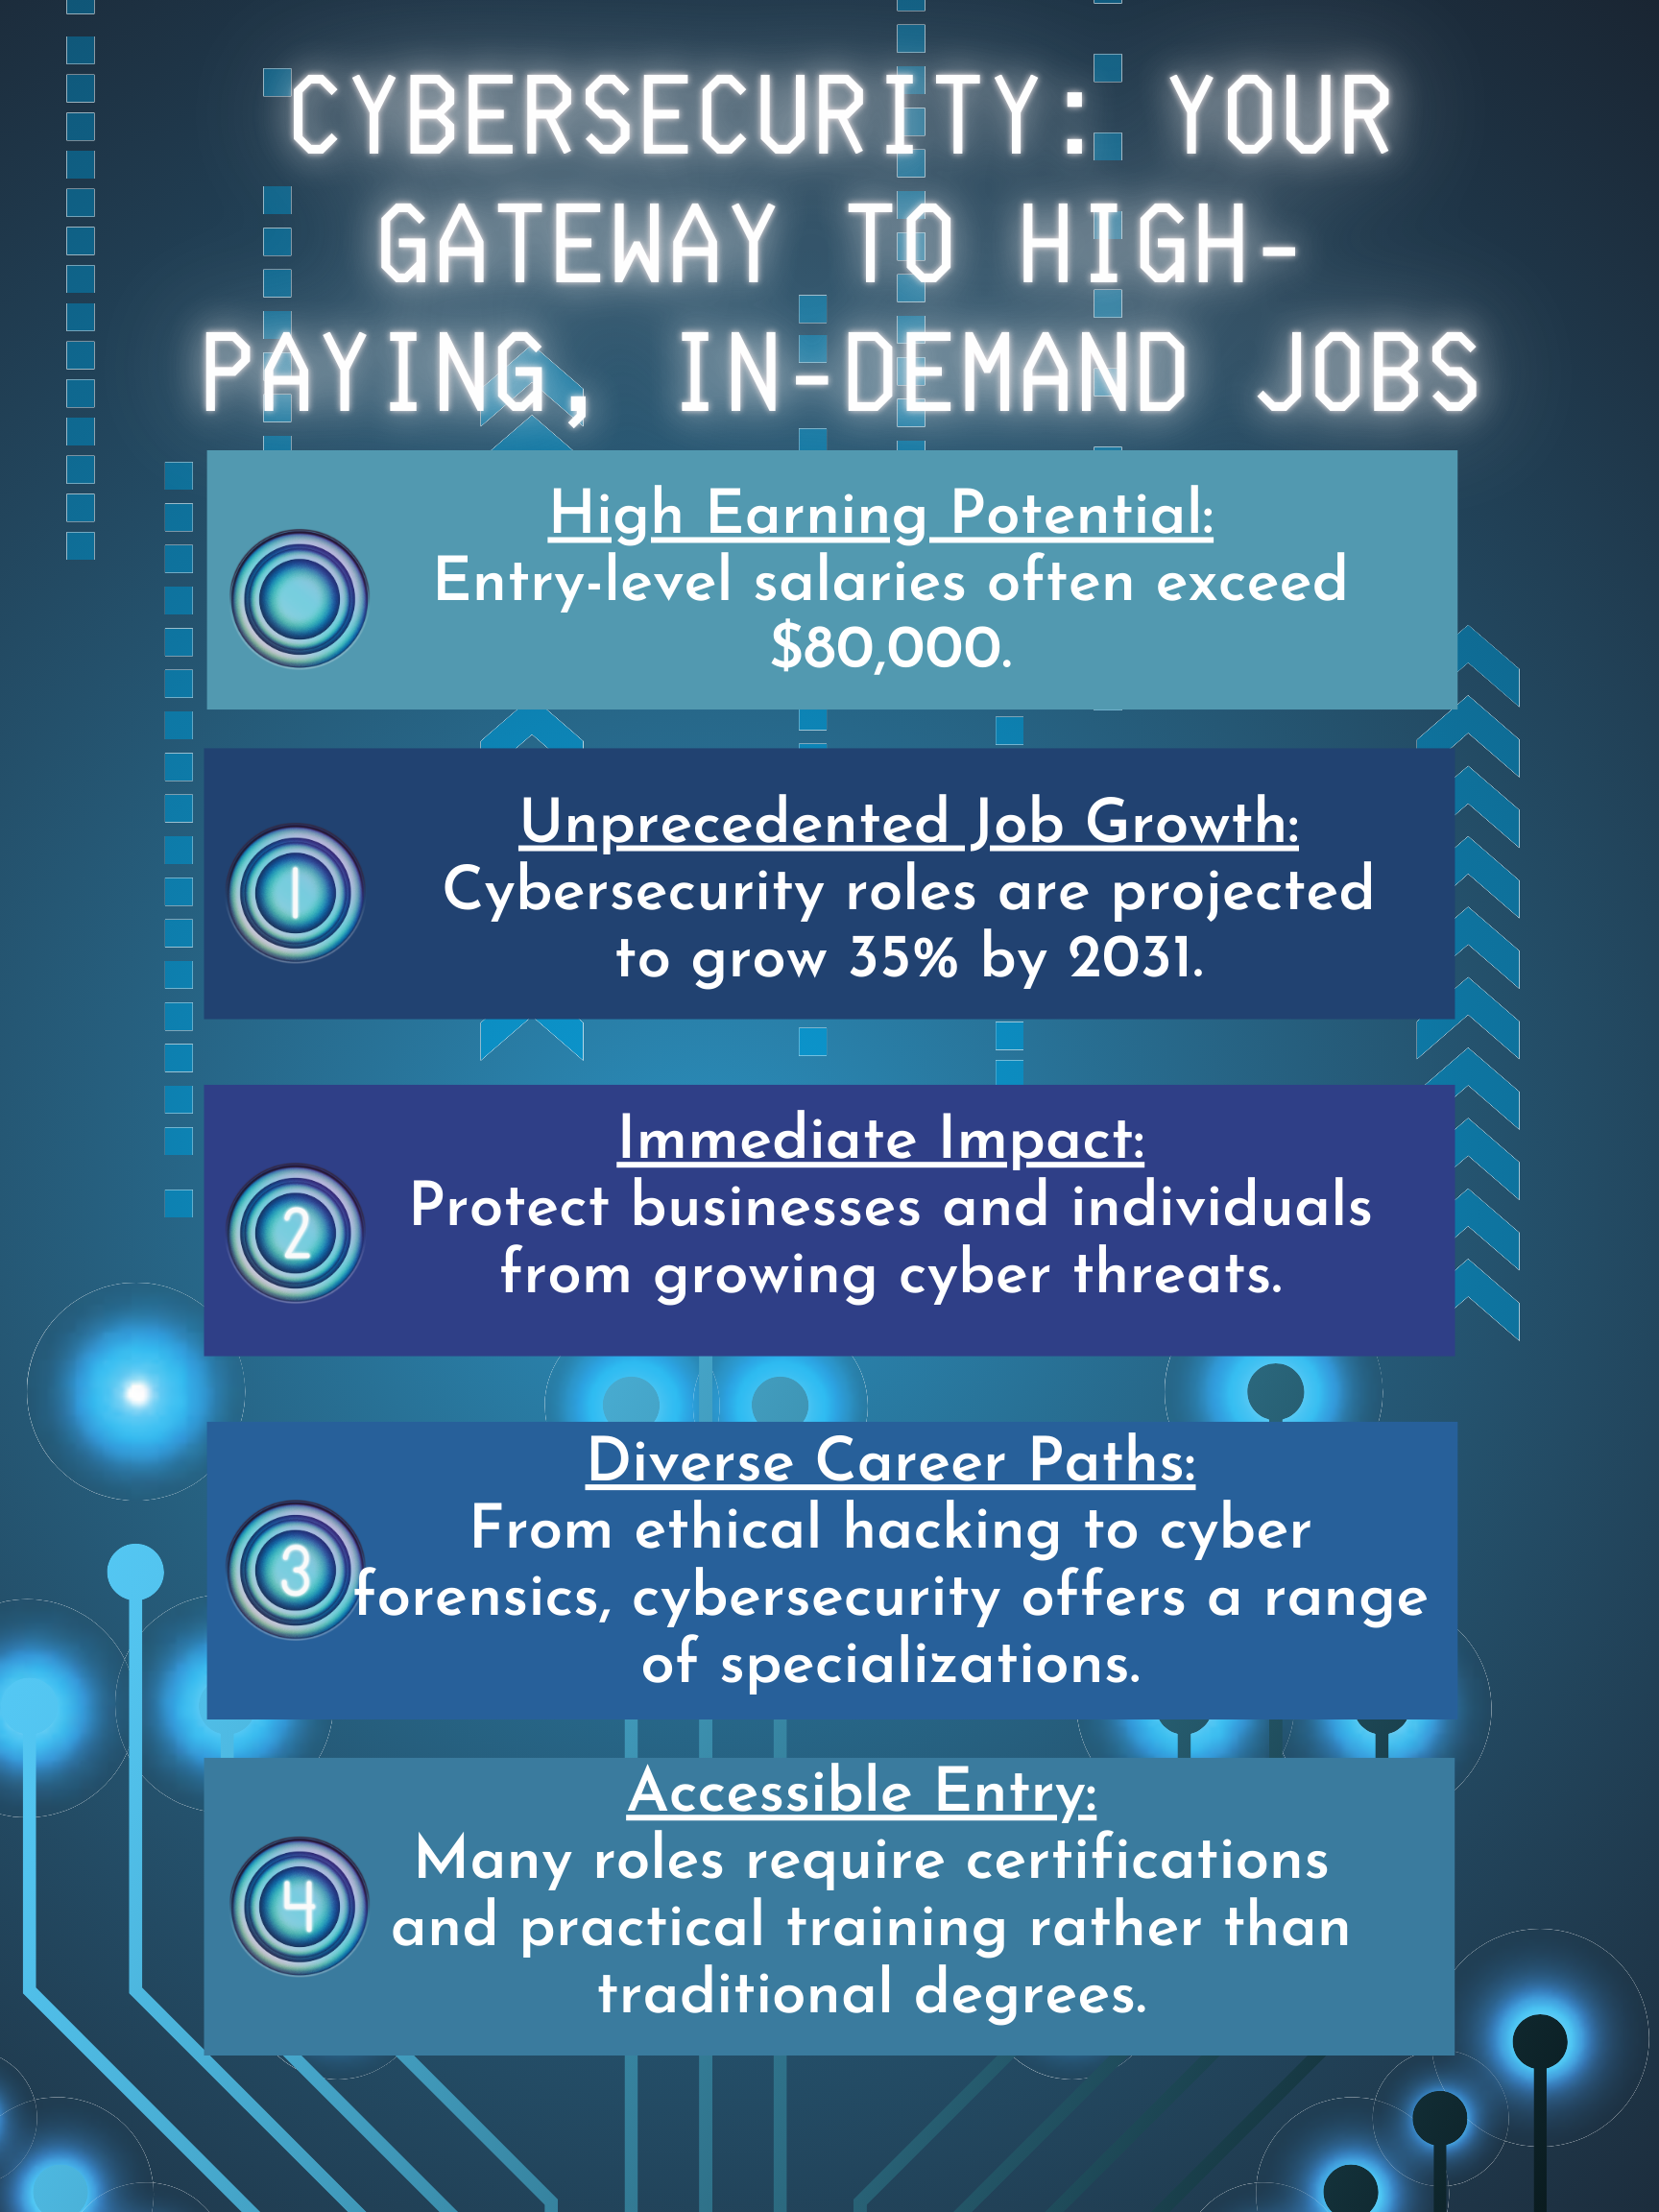 CYBERSECURITY: YOUR
GATEWAY TO HIGH-
PAYING, IN-DEMAND JOBS
High Earning Potential:
Entry-level salaries often exceed
$80,000.
1
Unprecedented Job Growth:
Cybersecurity roles are projected
to grow 35% by 2031.
2
Immediate Impact:
Protect businesses and individuals
from growing cyber threats.
3
Diverse Career Paths:
From ethical hacking to cyber
forensics, cybersecurity offers a range
of specializations.
4
Accessible Entry:
Many roles require certifications
and practical training rather than
traditional degrees.